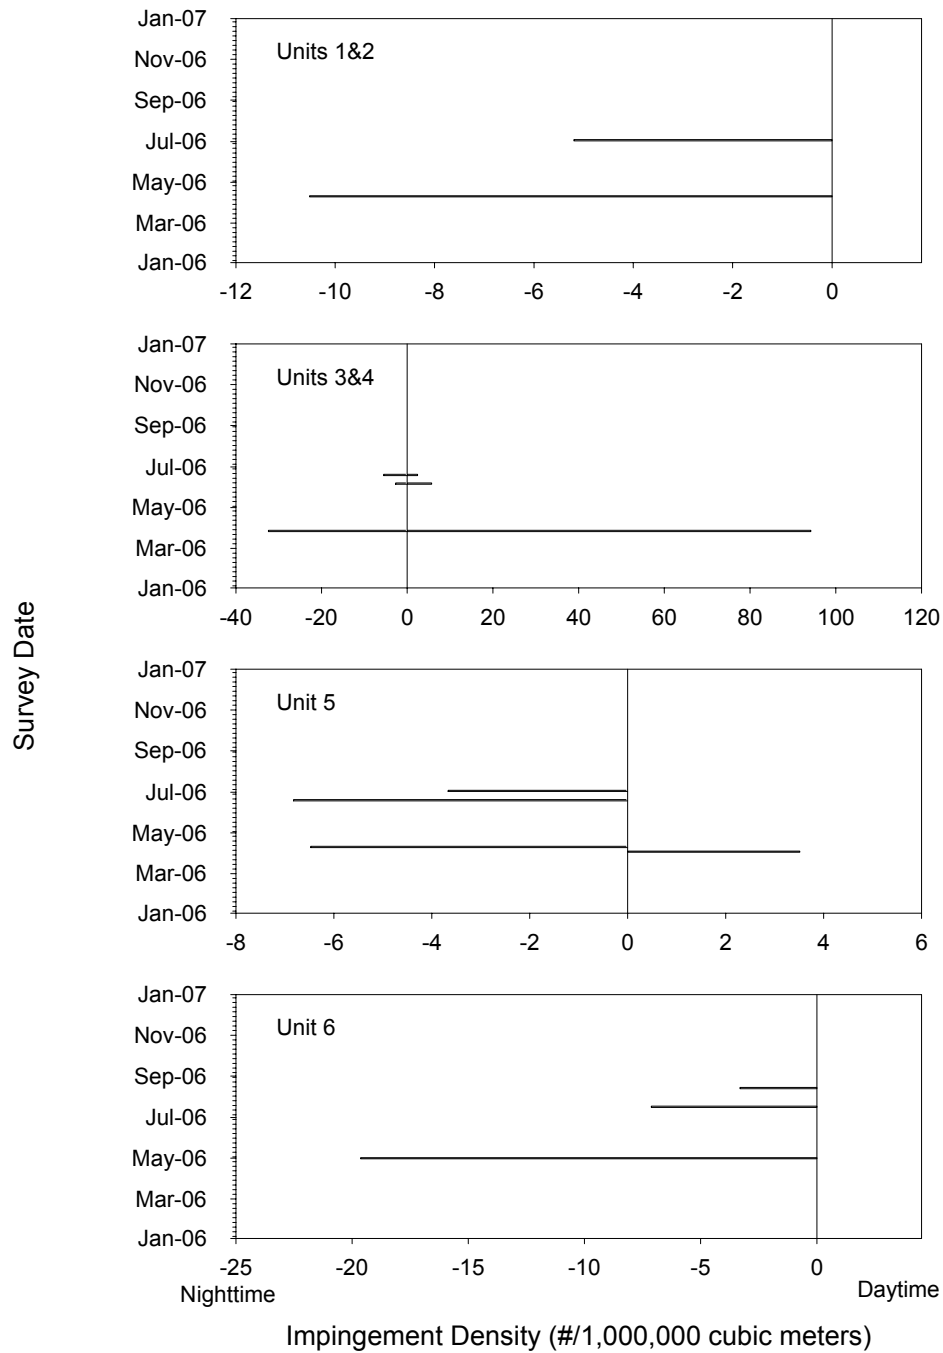 Survey Date
Jan-07
Units 1&2
Nov-06
Sep-06
Jul-06
May-06
Mar-06
Jan-06
-12 -10 -8 -6 -4 -2 0
Jan-07
Units 3&4
Nov-06
Sep-06
Jul-06
May-06
Mar-06
Jan-06
-40 -20 0 20 40 60 80 100 120
Jan-07
Unit 5
Nov-06
Sep-06
Jul-06
May-06
Mar-06
Jan-06
-8 -6 -4 -2 0 2 4 6
Jan-07
Unit 6
Nov-06
Sep-06
Jul-06
May-06
Mar-06
Jan-06
-25 -20 -15 -10 -5 0
Nighttime Daytime
Impingement Density (#/1,000,000 cubic meters)